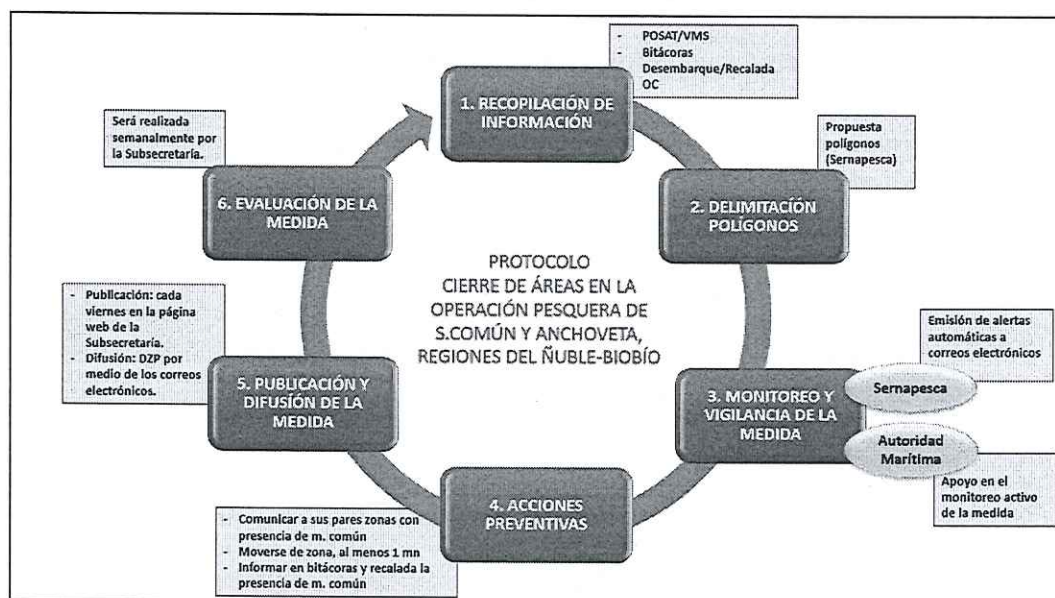 - POSAT/VMS
- Bitácoras
Desembarque/Recalada
OC
1. RECOPILACIÓN DE
INFORMACIÓN
Propuesta
polígonos
(Sernapesca)
2. DELIMITACÍÓN
POLÍGONOS
Emisión de alertas
automáticas a
correos electrónicos
3. MONITOREO Y
VIGILANCIA DE LA
MEDIDA
Sernapesca
Autoridad
Marítima
Apoyo en el
monitoreo activo
de la medida
4. ACCIONES
PREVENTIVAS
- Comunicar a sus pares zonas con
presencia de m. común
- Moverse de zona, al menos 1 mn
- Informar en bitácoras y recalada la
presencia de m. común
5. PUBLICACIÓN Y
DIFUSIÓN DE LA
MEDIDA
- Publicación: cada
viernes en la página
web de la
Subsecretaría.
- Difusión: DZP por
medio de los correos
electrónicos.
6. EVALUACIÓN DE LA
MEDIDA
Será realizada
semanalmente por
la Subsecretaría.
PROTOCOLO
CIERRE DE ÁREAS EN LA
OPERACIÓN PESQUERA DE
S.COMÚN Y ANCHOVETA,
REGIONES DEL ÑUBLE-BIOBÍO